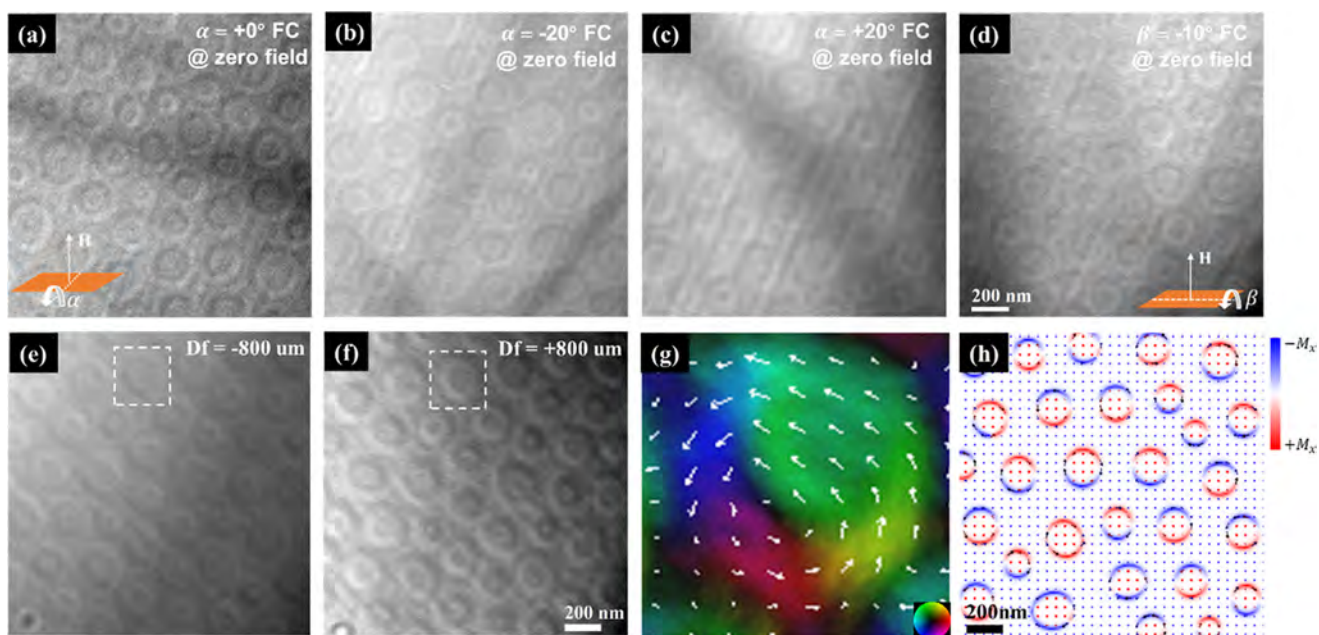 (a)
α = +0° FC
@ zero field
H
α
(b)
α = -20° FC
@ zero field
(c)
α = +20° FC
@ zero field
(d)
β = -10° FC
@ zero field
200 nm
H
β
(e)
Df = -800 um
(f)
Df = +800 um
200 nm
(g)
(h)
200nm
−Mx
+Mx